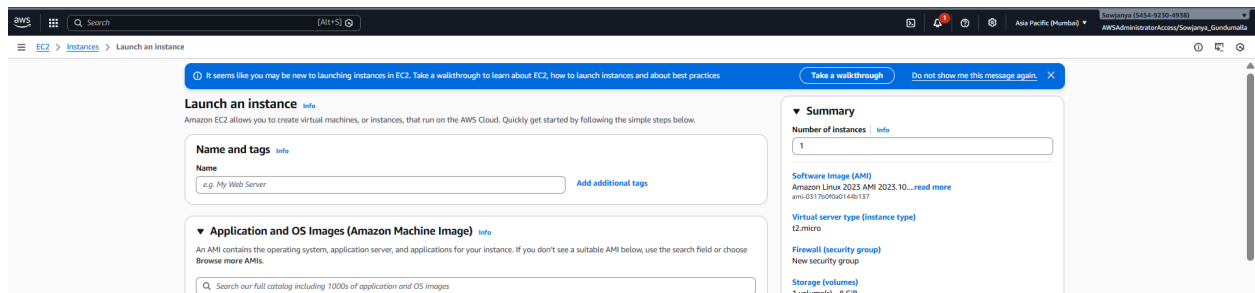 aws
Search
[Alt+S]
1
Asia Pacific (Mumbai)
Sowjanya (5454-9230-4938)
AWSAdministratorAccess/Sowjanya_Gundumalla
EC2 > Instances > Launch an instance
It seems like you may be new to launching instances in EC2. Take a walkthrough to learn about EC2, how to launch instances and about best practices
Take a walkthrough
Do not show me this message again.
Launch an instance Info
Amazon EC2 allows you to create virtual machines, or instances, that run on the AWS Cloud. Quickly get started by following the simple steps below.
Name and tags Info
Name
e.g. My Web Server
Add additional tags
Application and OS Images (Amazon Machine Image) Info
An AMI contains the operating system, application server, and applications for your instance. If you don't see a suitable AMI below, use the search field or choose
Browse more AMIs.
Search our full catalog including 1000s of application and OS images
Summary
Number of instances Info
1
Software Image (AMI)
Amazon Linux 2023 AMI 2023.10....read more
ami-0317b0f0a0144b137
Virtual server type (instance type)
t2.micro
Firewall (security group)
New security group
Storage (volumes)
1 volume(s) - 8 GiB